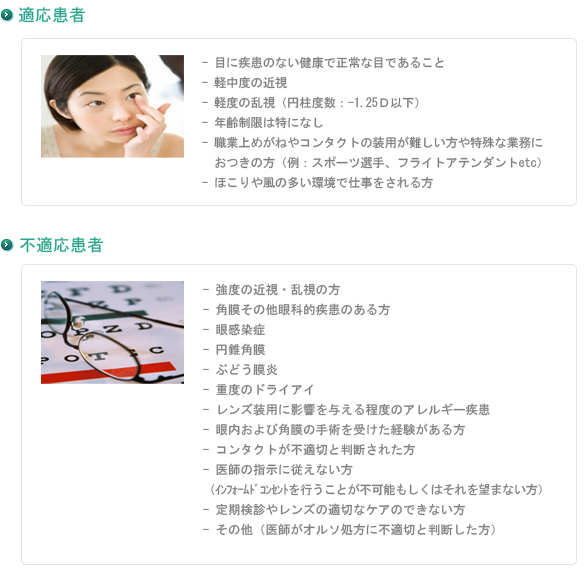 適応患者
- 目に疾患のない健康で正常な目であること
- 軽中度の近視
- 軽度の乱視（円柱度数：-1.25D以下）
- 年齢制限は特になし
- 職業上めがねやコンタクトの装用が難しい方や特殊な業務に
おつきの方（例：スポーツ選手、フライトアテンダントetc）
- ほこりや風の多い環境で仕事をされる方
不適応患者
- 強度の近視・乱視の方
- 角膜その他眼科的疾患のある方
- 眼感染症
- 円錐角膜
- ぶどう膜炎
- 重度のドライアイ
- レンズ装用に影響を与える程度のアレルギー疾患
- 眼内および角膜の手術を受けた経験がある方
- コンタクトが不適切と判断された方
- 医師の指示に従えない方
（ｲﾝﾌｫｰﾑﾄﾞｺﾝｾﾝﾄを行うことが不可能もしくはそれを望まない方）
- 定期検診やレンズの適切なケアのできない方
- その他（医師がオルソ処方に不適切と判断した方）